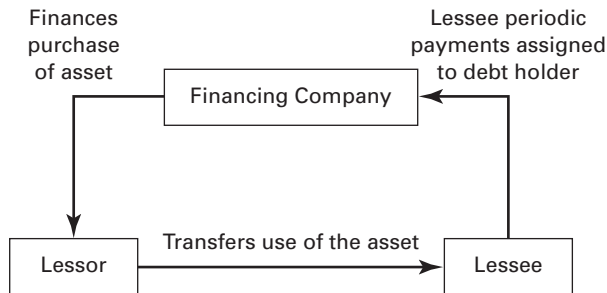 Finances
purchase
of asset
Lessee periodic
payments assigned
to debt holder
Financing Company
Transfers use of the asset
Lessor
Lessee